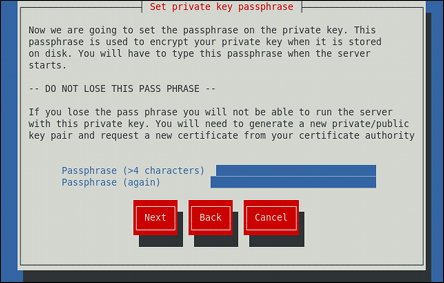 Set private key passphrase
Now we are going to set the passphrase on the private key. This
passphrase is used to encrypt your private key when it is stored
on disk. You will have to type this passphrase when the server
starts.
-- DO NOT LOSE THIS PASS PHRASE --
If you lose the pass phrase you will not be able to run the server
with this private key. You will need to generate a new private/public
key pair and request a new certificate from your certificate authority
Passphrase (>4 characters)
Passphrase (again)
Next Back Cancel